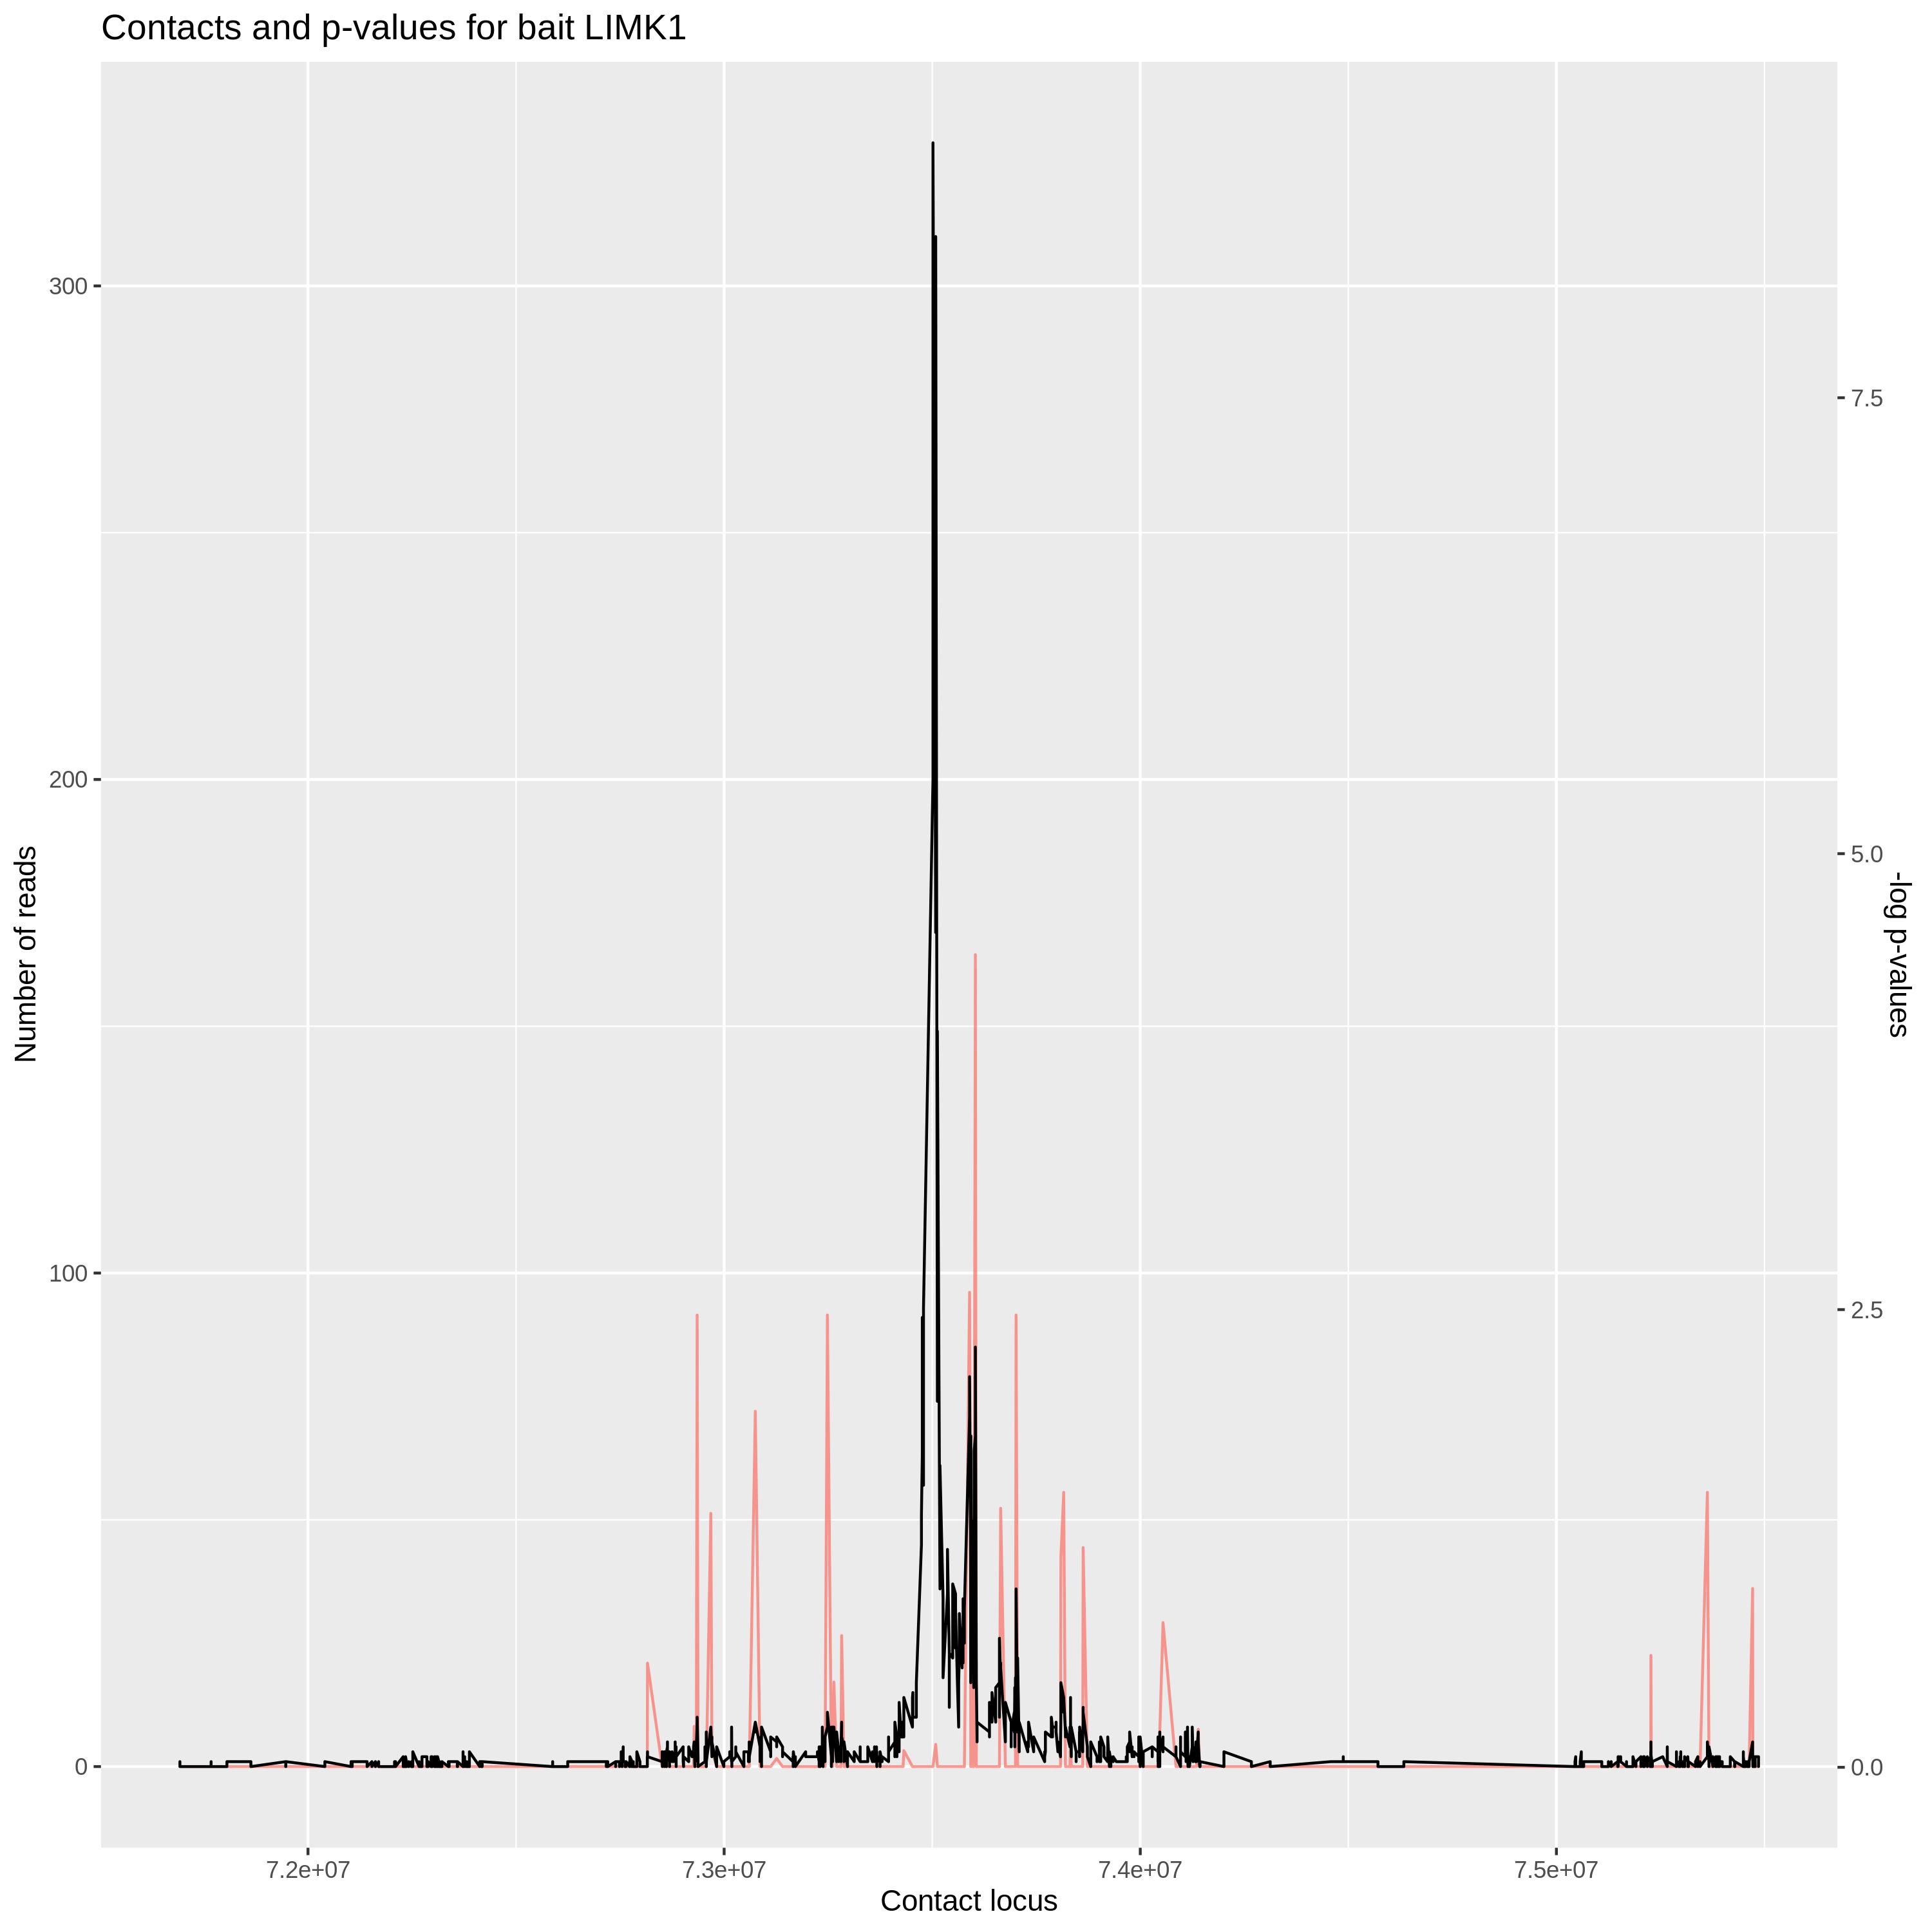 Contacts and p-values for bait LIMK1
300
200
100
0
Number of reads
7.5
5.0
2.5
0.0
-log p-values
7.2e+07
7.3e+07
7.4e+07
7.5e+07
Contact locus